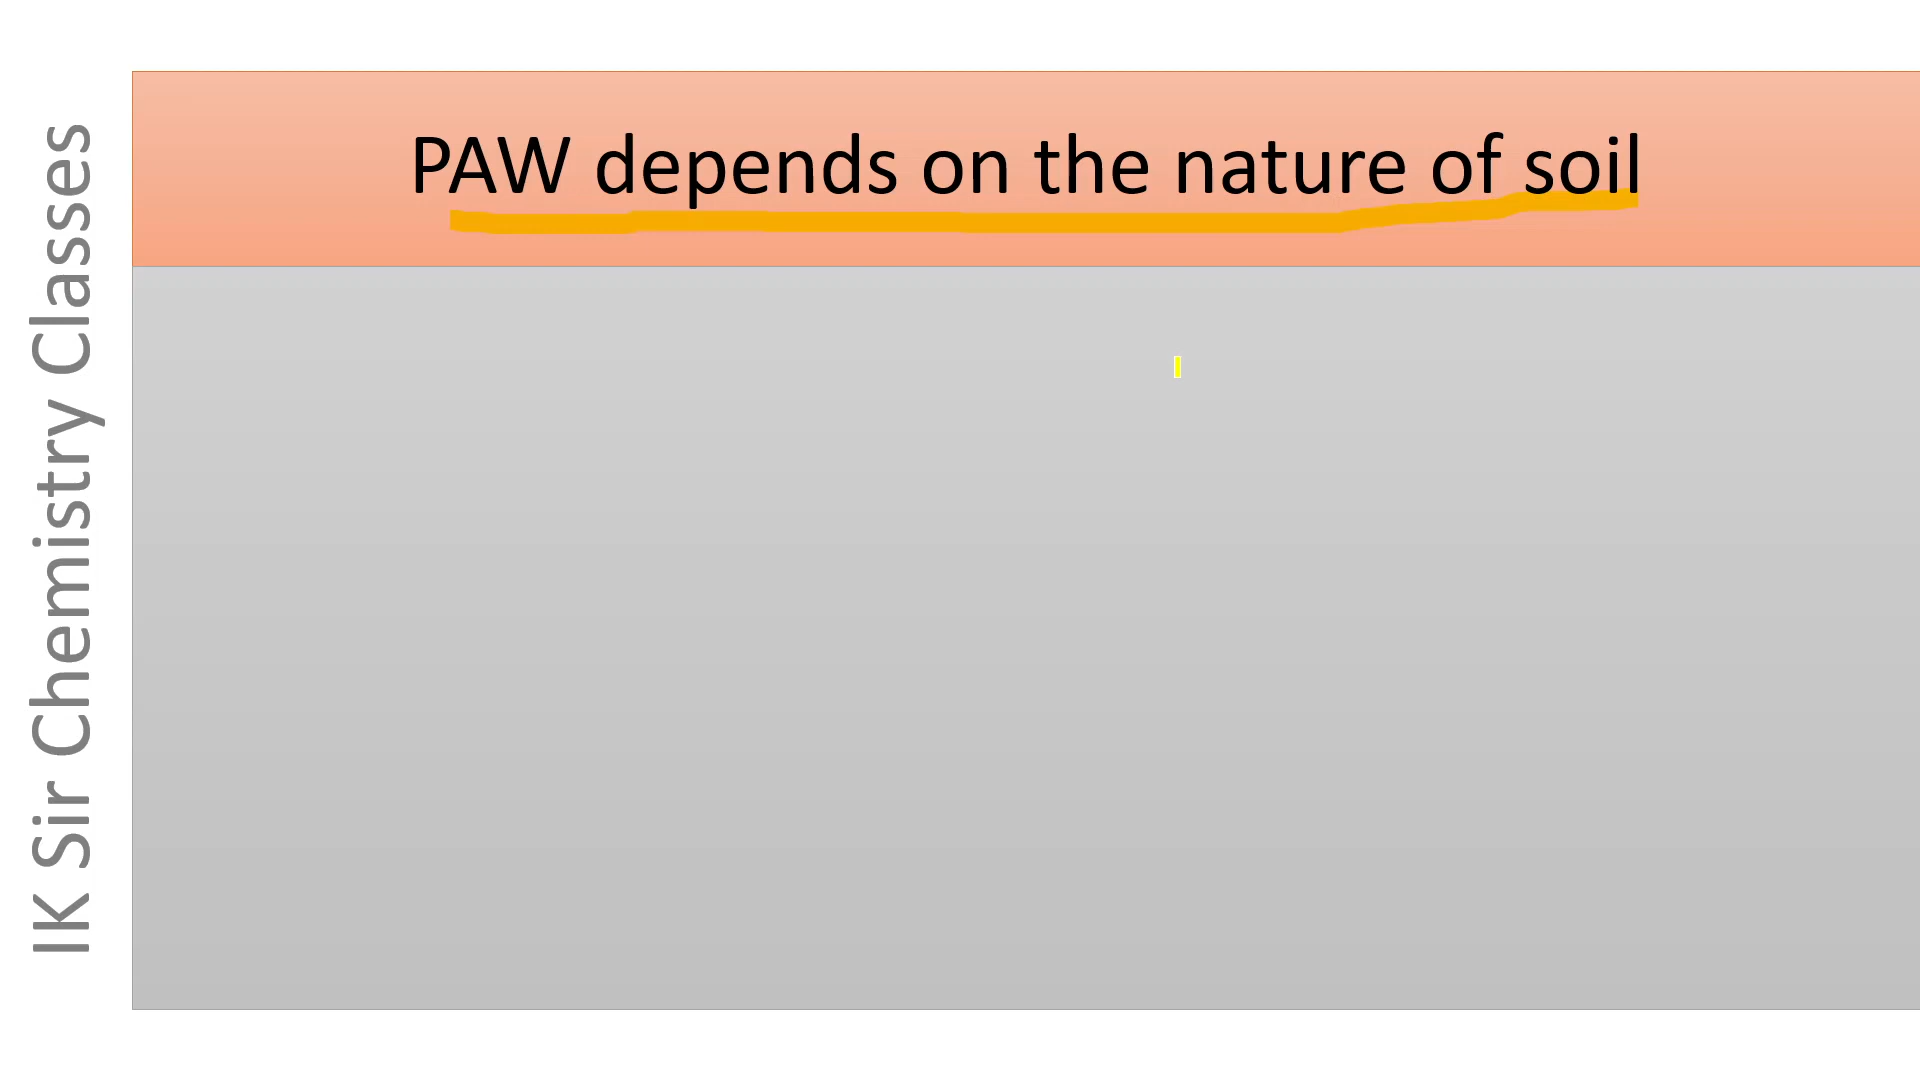 PAW depends on the nature of soil
IK Sir Chemistry Classes